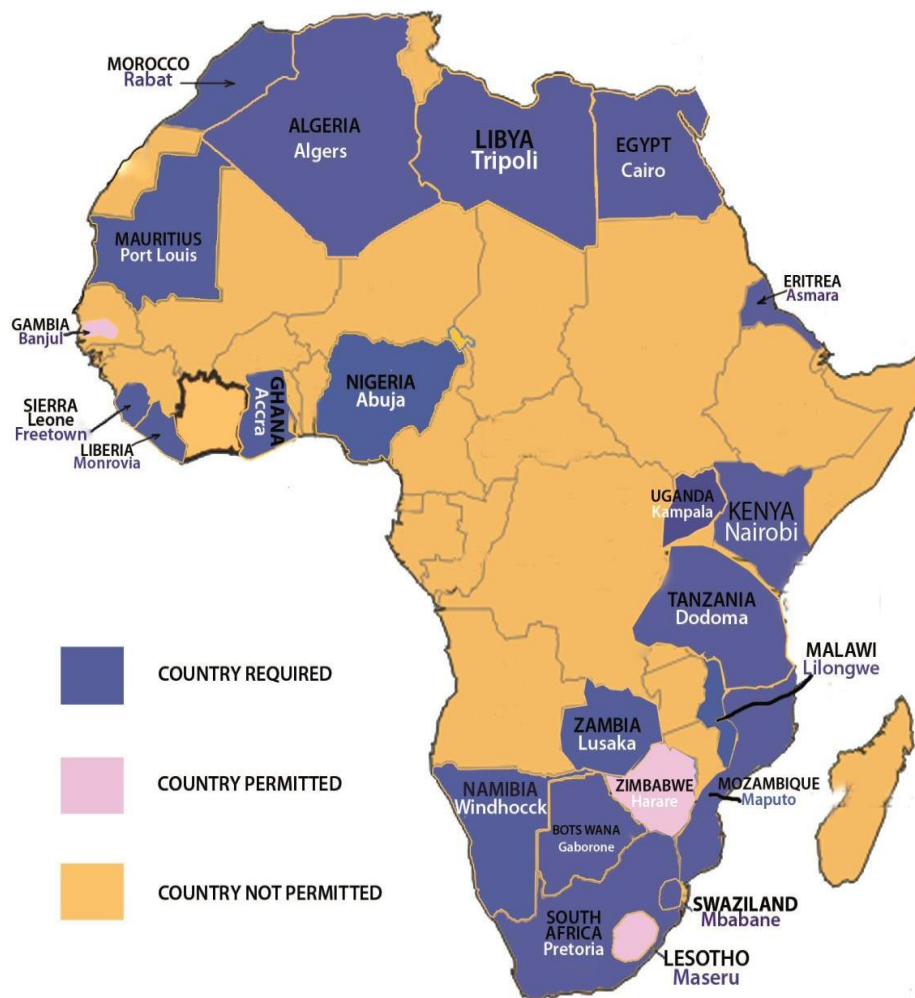 MOROCCO
Rabat
ALGERIA
Algers
LIBYA
Tripoli
EGYPT
Cairo
MAURITIUS
Port Louis
ERITREA
Asmara
GAMBIA
Banjul
NIGERIA
Abuja
GHANA
Accra
SIERRA
Leone
Freetown
LIBERIA
Monrovia
UGANDA
Kampala
KENYA
Nairobi
TANZANIA
Dodoma
MALAWI
Lilongwe
COUNTRY REQUIRED
ZAMBIA
Lusaka
COUNTRY PERMITTED
NAMIBIA
Windhocck
ZIMBABWE
Harare
MOZAMBIQUE
Maputo
BOTS WANA
Gaborone
COUNTRY NOT PERMITTED
SWAZILAND
Mbabane
SOUTH
AFRICA
Pretoria
LESOTHO
Maseru